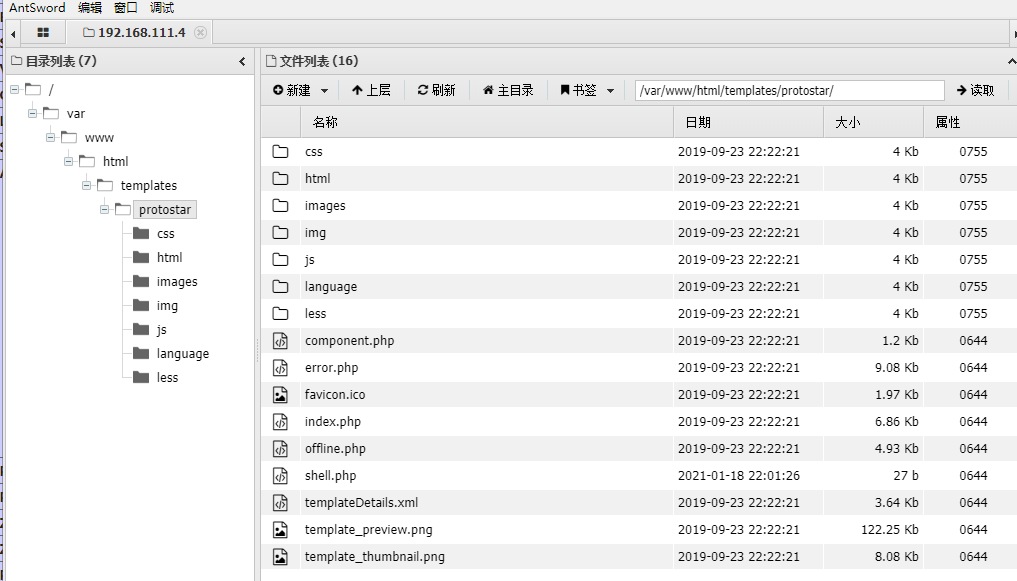 AntSword 编辑 窗口 调试
192.168.111.4
目录列表 (7)
/
var
www
html
templates
protostar
css
html
images
img
js
language
less
文件列表 (16)
新建 上层 刷新 主目录 书签 /var/www/html/templates/protostar/ 读取
名称 日期 大小 属性
css 2019-09-23 22:22:21 4 Kb 0755
html 2019-09-23 22:22:21 4 Kb 0755
images 2019-09-23 22:22:21 4 Kb 0755
img 2019-09-23 22:22:21 4 Kb 0755
js 2019-09-23 22:22:21 4 Kb 0755
language 2019-09-23 22:22:21 4 Kb 0755
less 2019-09-23 22:22:21 4 Kb 0755
component.php 2019-09-23 22:22:21 1.2 Kb 0644
error.php 2019-09-23 22:22:21 9.08 Kb 0644
favicon.ico 2019-09-23 22:22:21 1.97 Kb 0644
index.php 2019-09-23 22:22:21 6.86 Kb 0644
offline.php 2019-09-23 22:22:21 4.93 Kb 0644
shell.php 2021-01-18 22:01:26 27 b 0644
templateDetails.xml 2019-09-23 22:22:21 3.64 Kb 0644
template_preview.png 2019-09-23 22:22:21 122.25 Kb 0644
template_thumbnail.png 2019-09-23 22:22:21 8.08 Kb 0644